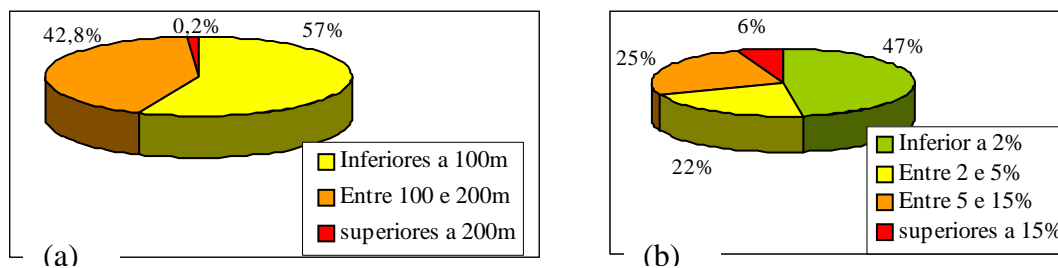 42,8%
0,2%
57%
Inferiores a 100m
Entre 100 e 200m
superiores a 200m
(a)
6%
47%
25%
22%
Inferior a 2%
Entre 2 e 5%
Entre 5 e 15%
superiores a 15%
(b)